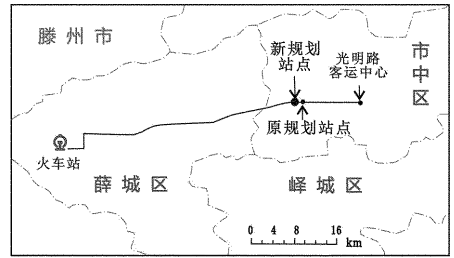 滕州市
新规划
站点
光明路
客运中心
市中区
原规划站点
火车站
薛城区
峄城区
0 4 8 16
km